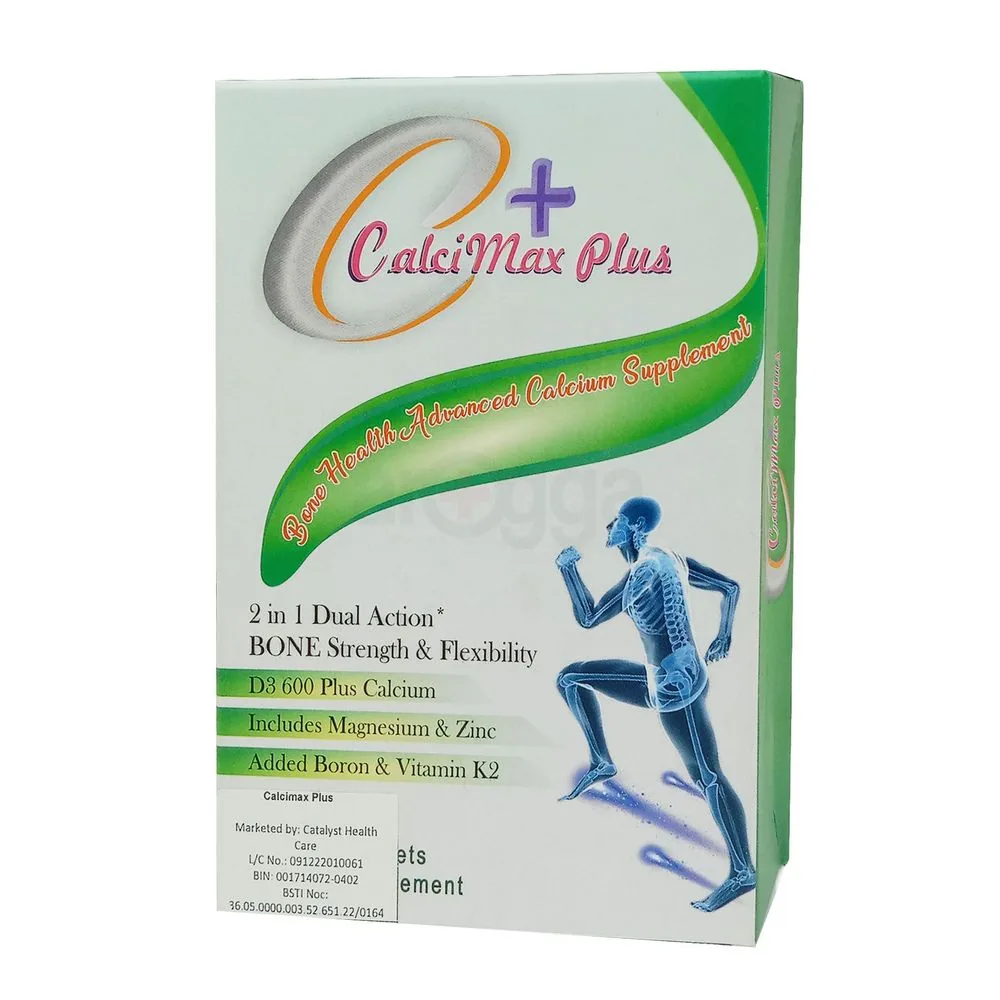 CalciMax Plus
Bone Health Advanced Calcium Supplement
2 in 1 Dual Action*
BONE Strength & Flexibility
D3 600 Plus Calcium
Includes Magnesium & Zinc
Added Boron & Vitamin K2
Calcimax Plus
Marketed by: Catalyst Health
Care
L/C No.: 091222010061
BIN: 001714072-0402
BSTI Noc:
36.05.0000.003.52.651.22/0164
ets
ement
CalciMax Plus
arogga